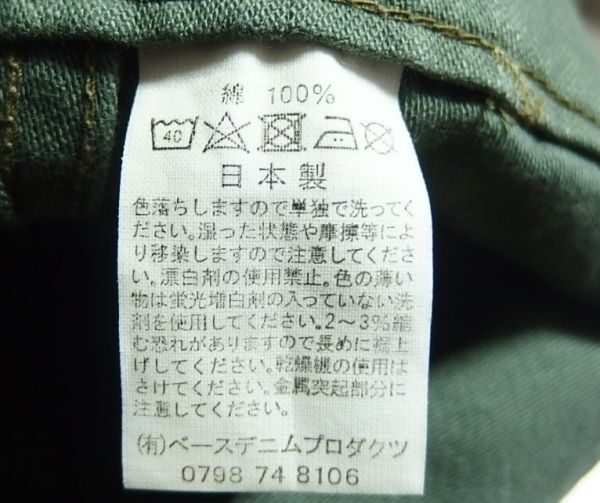 綿 100%
40
日本製
色落ちしますので単独で洗ってく
ださい。湿った状態や摩擦等によ
り移染しますので注意してくださ
い。漂白剤の使用禁止。色の薄い
物は蛍光増白剤の入っていない洗
剤を使用してください。2～3%縮
む恐れがありますので長めに裾上
げしてください。乾燥機の使用は
さけてください。金属突起部分に
注意してください。
(有)ベースデニムプロダクツ
0798 74 8106